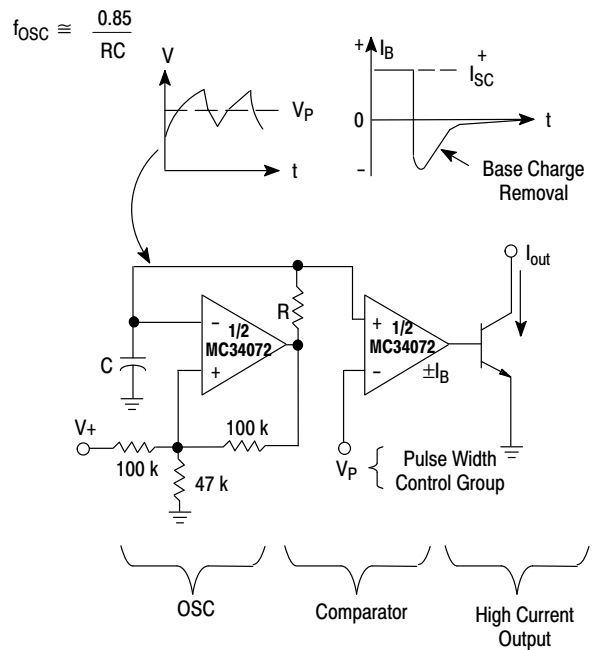 fOSC ≅ 0.85
RC
V
VP
t
+ IB
+
ISC
0
t
–
Base Charge
Removal
Iout
R
–
1/2
MC34072
+
+
1/2
MC34072
–
±IB
C
V+
100 k
100 k
47 k
VP
Pulse Width
Control Group
OSC
Comparator
High Current
Output